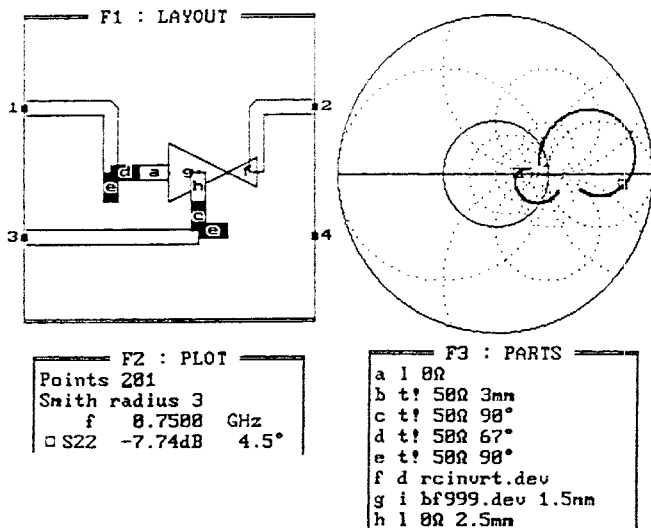 F1 : LAYOUT
1
2
d a g f
e h
c
3 e 4
F2 : PLOT
Points 201
Smith radius 3
f 0.7500 GHz
□ S22 -7.74dB 4.5°
F3 : PARTS
a l 0Ω
b t! 50Ω 3mm
c t! 50Ω 90°
d t! 50Ω 67°
e t! 50Ω 90°
f d rcinvrt.dev
g i bf999.dev 1.5mm
h l 0Ω 2.5mm